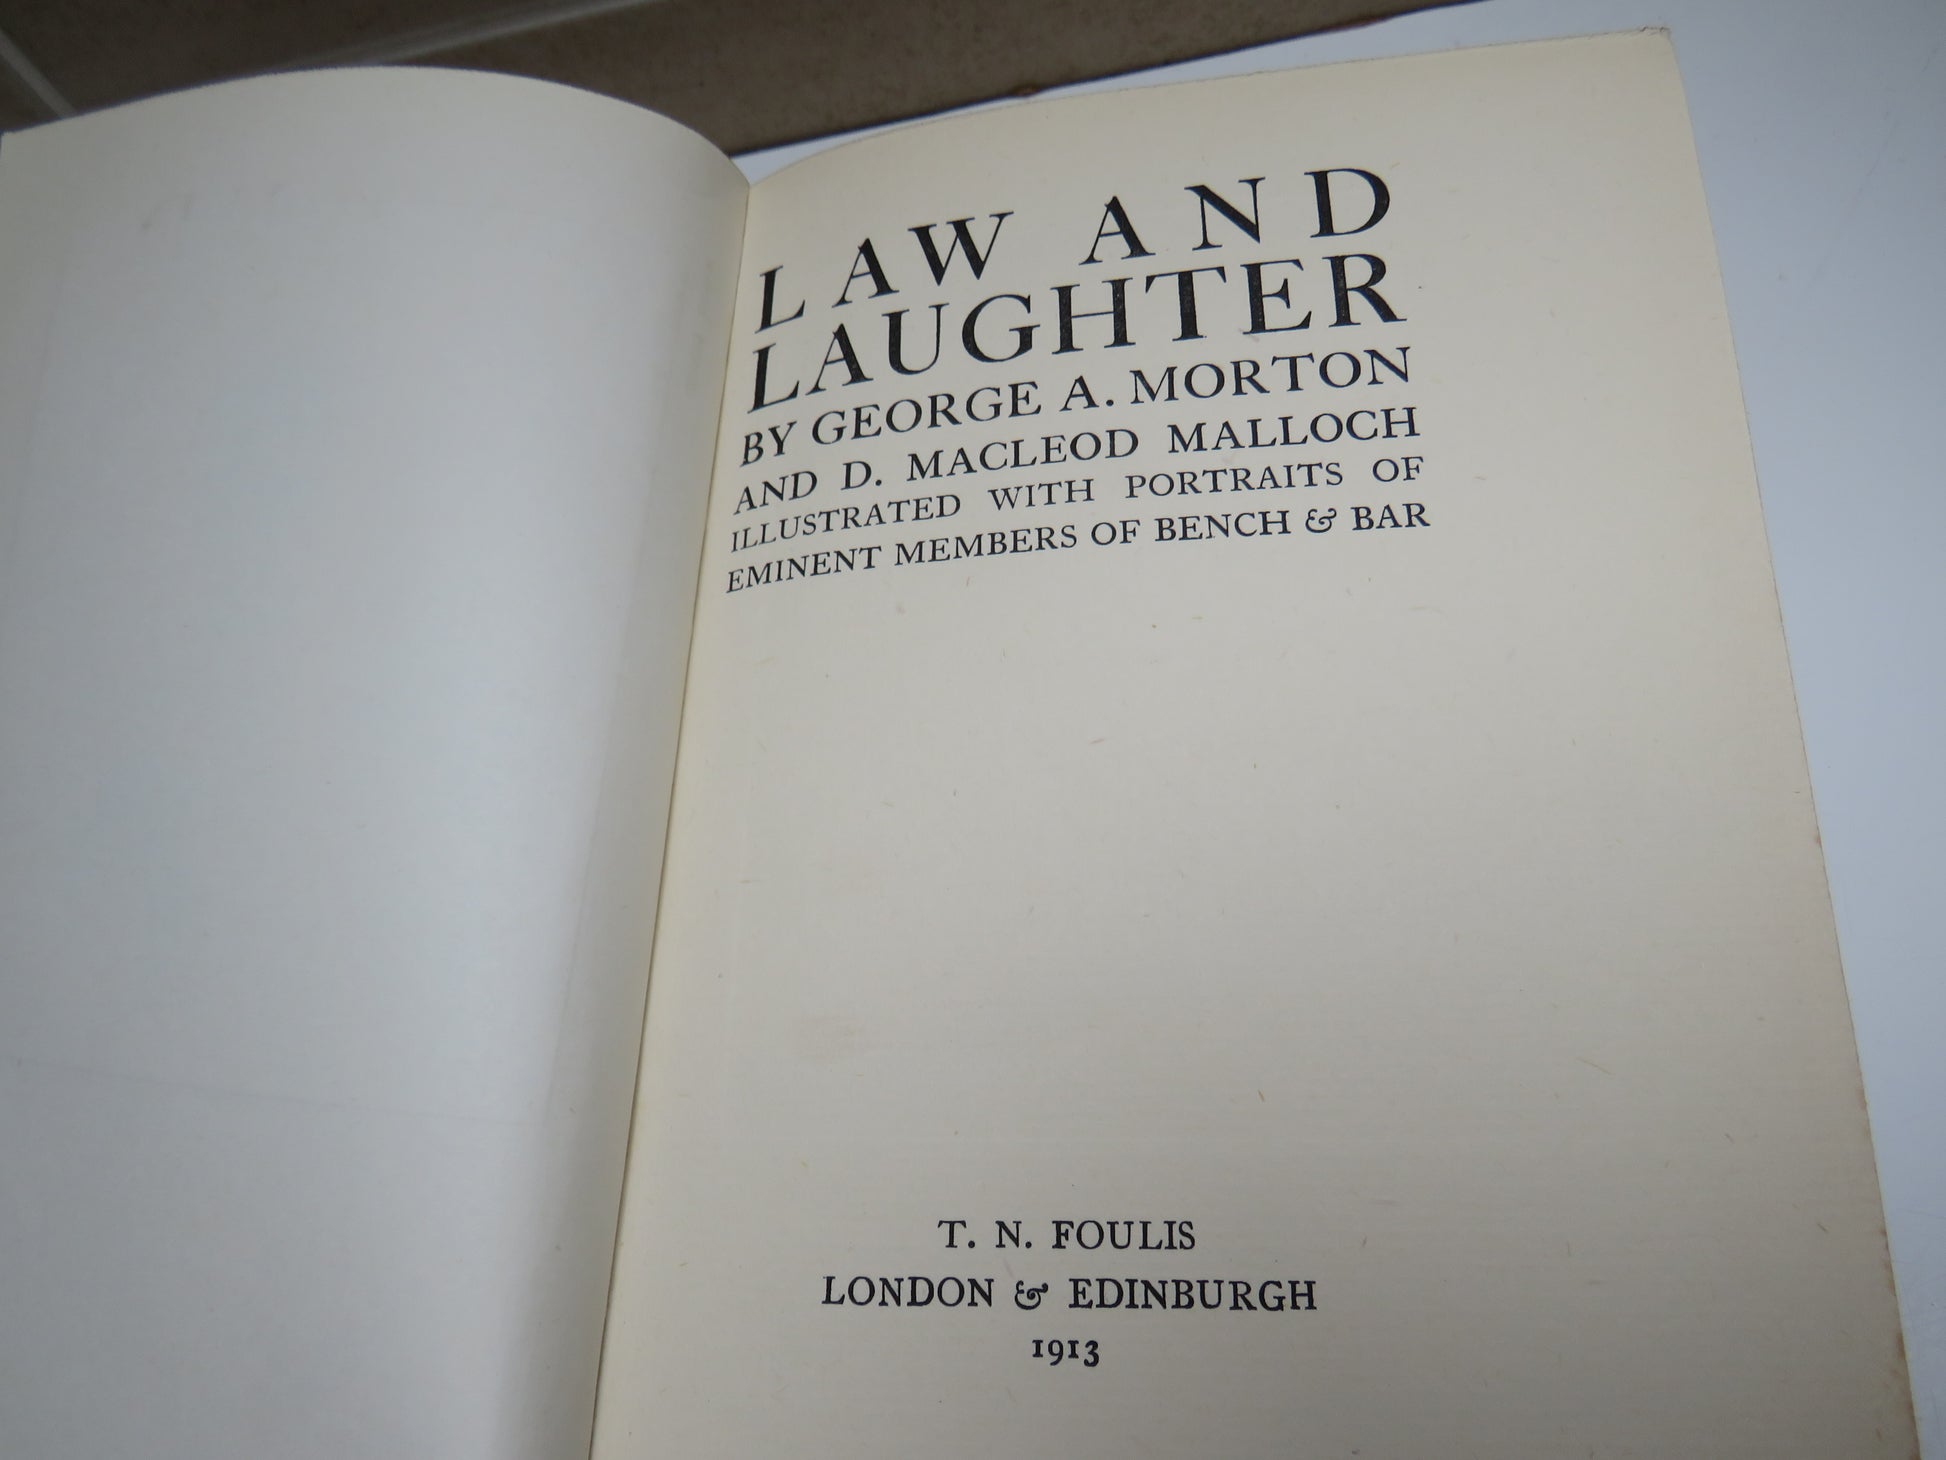 LAW AND
LAUGHTER
BY GEORGE A. MORTON
AND D. MACLEOD MALLOCH
ILLUSTRATED WITH PORTRAITS OF
EMINENT MEMBERS OF BENCH & BAR
T. N. FOULIS
LONDON & EDINBURGH
1913